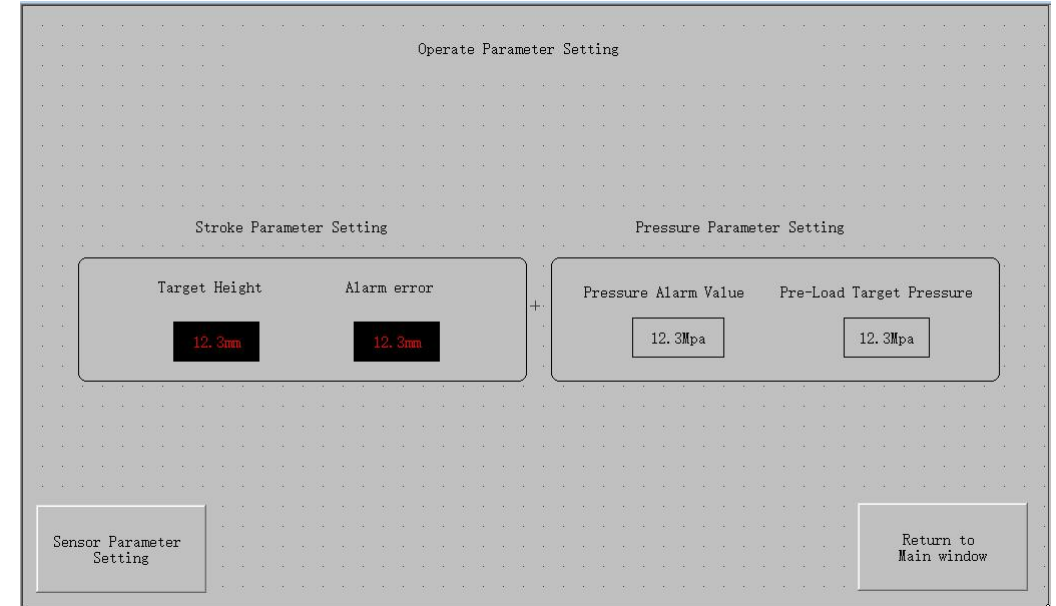 Operate Parameter Setting
Stroke Parameter Setting
Pressure Parameter Setting
Target Height
Alarm error
Pressure Alarm Value
Pre-Load Target Pressure
12.3mm
12.3mm
12.3Mpa
12.3Mpa
Sensor Parameter
Setting
Return to
Main window